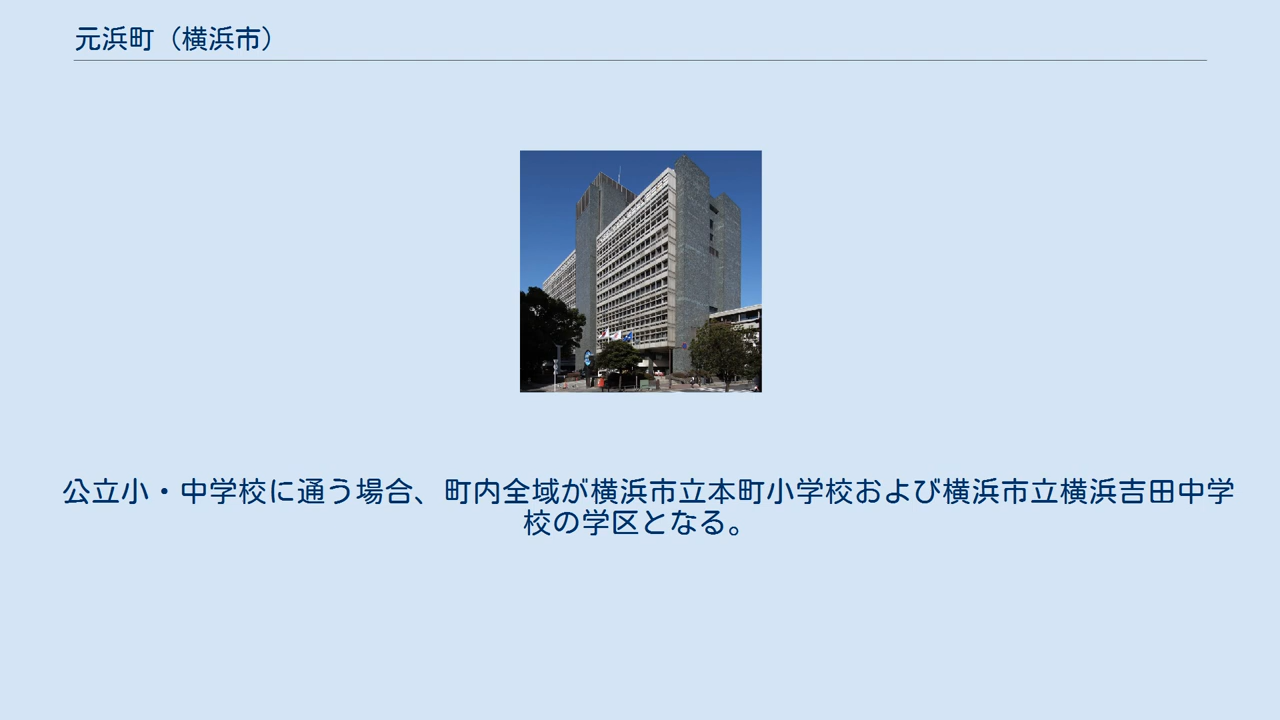 元浜町（横浜市）
公立小・中学校に通う場合、町内全域が横浜市立本町小学校および横浜市立横浜吉田中学
校の学区となる。